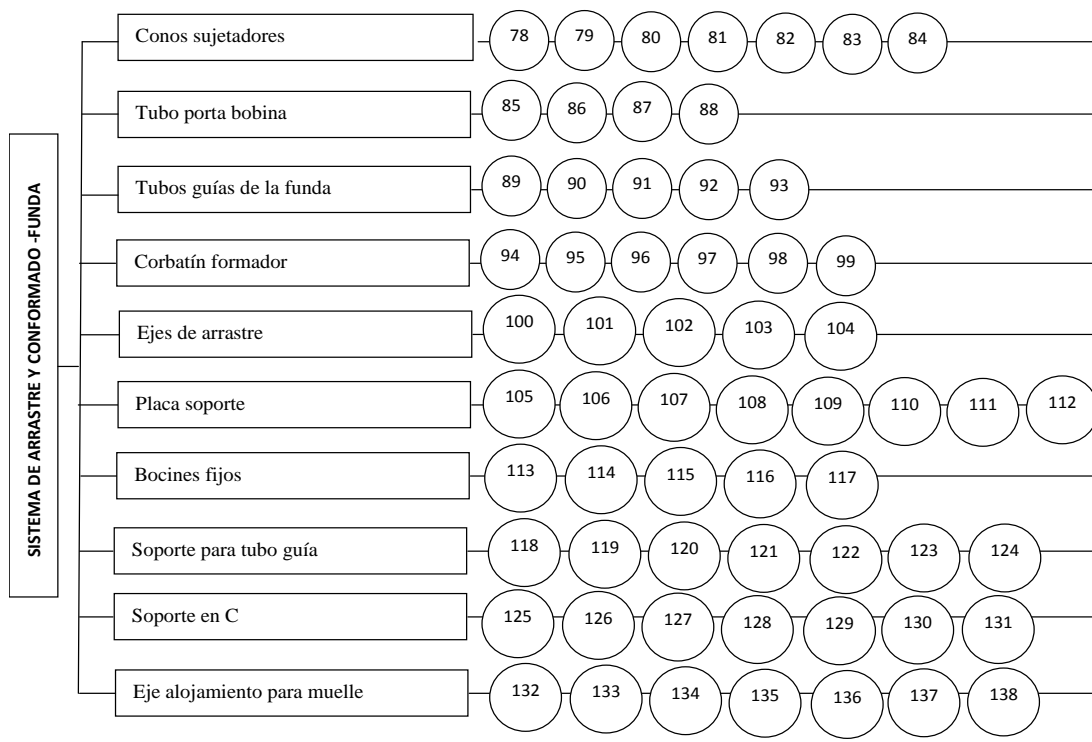 SISTEMA DE ARRASTRE Y CONFORMADO -FUNDA
Conos sujetadores 78 79 80 81 82 83 84
Tubo porta bobina 85 86 87 88
Tubos guías de la funda 89 90 91 92 93
Corbatín formador 94 95 96 97 98 99
Ejes de arrastre 100 101 102 103 104
Placa soporte 105 106 107 108 109 110 111 112
Bocines fijos 113 114 115 116 117
Soporte para tubo guía 118 119 120 121 122 123 124
Soporte en C 125 126 127 128 129 130 131
Eje alojamiento para muelle 132 133 134 135 136 137 138